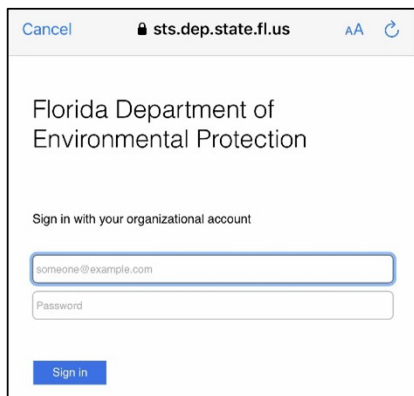 Cancel sts.dep.state.fl.us AA
Florida Department of
Environmental Protection
Sign in with your organizational account
someone@example.com
Password
Sign in